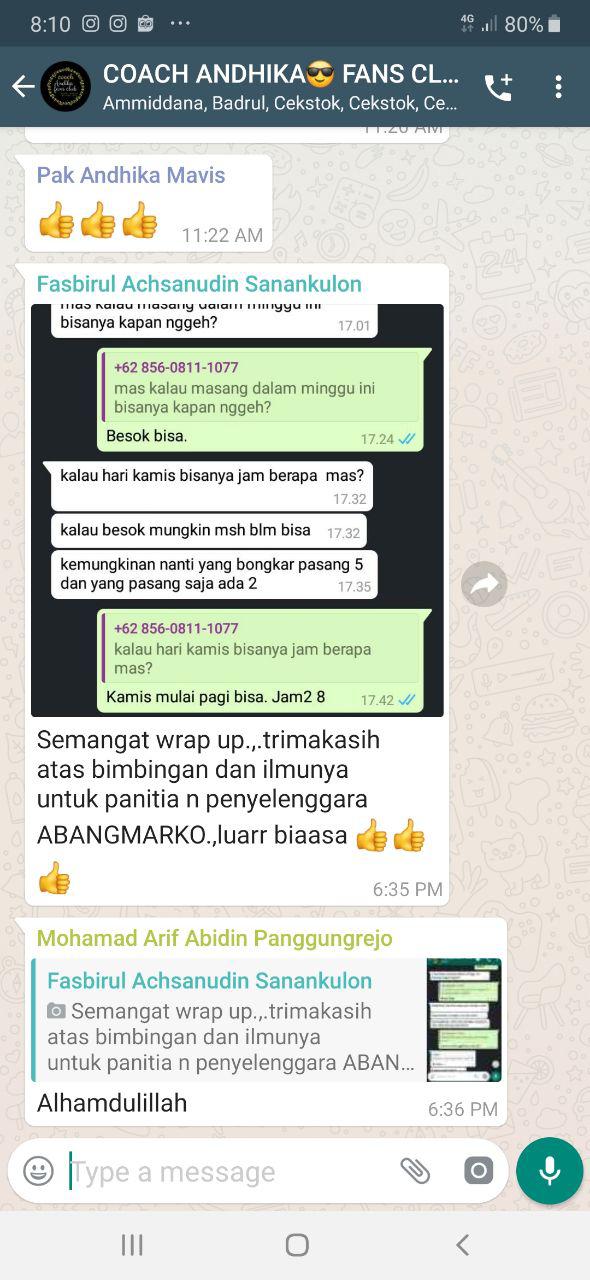 8:10
4G
80%
COACH ANDHIKA😎 FANS CL...
Ammiddana, Badrul, Cekstok, Cekstok, Ce...
11:20 AM
Pak Andhika Mavis
👍👍👍 11:22 AM
Fasbirul Achsanudin Sanankulon
mas kalau masang dalam minggu ini
bisanya kapan nggeh? 17.01
+62 856-0811-1077
mas kalau masang dalam minggu ini
bisanya kapan nggeh?
Besok bisa. 17.24
kalau hari kamis bisanya jam berapa mas?
17.32
kalau besok mungkin msh blm bisa 17.32
kemungkinan nanti yang bongkar pasang 5
dan yang pasang saja ada 2 17.35
+62 856-0811-1077
kalau hari kamis bisanya jam berapa
mas?
Kamis mulai pagi bisa. Jam2 8 17.42
Semangat wrap up.,.trimakasih
atas bimbingan dan ilmunya
untuk panitia n penyelenggara
ABANGMARKO.,luarr biaasa 👍👍
👍 6:35 PM
Mohamad Arif Abidin Panggungrejo
Fasbirul Achsanudin Sanankulon
Semangat wrap up.,.trimakasih
atas bimbingan dan ilmunya
untuk panitia n penyelenggara ABAN...
Alhamdulillah 6:36 PM
Type a message